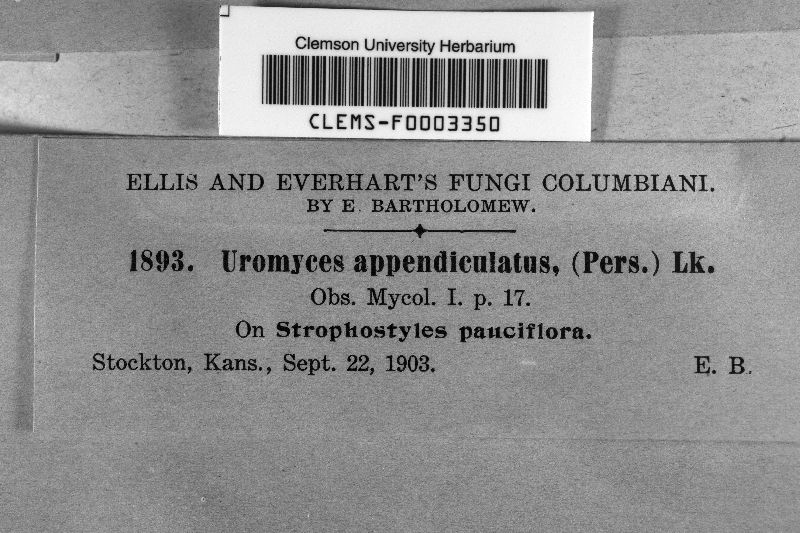 Clemson University Herbarium
CLEMS-F0003350
ELLIS AND EVERHART'S FUNGI COLUMBIANI.
BY E. BARTHOLOMEW.
1893. Uromyces appendiculatus, (Pers.) Lk.
Obs. Mycol. I. p. 17.
On Strophostyles pauciflora.
Stockton, Kans., Sept. 22, 1903. E. B.